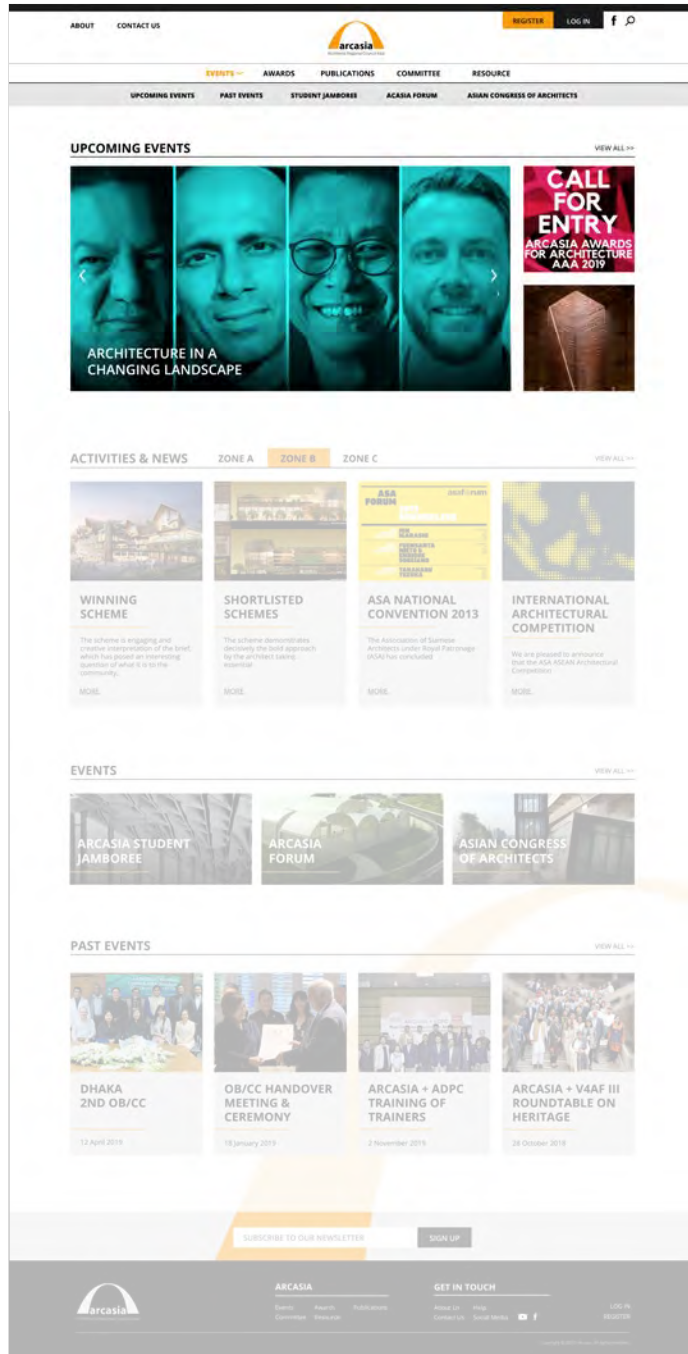 ABOUT CONTACT US
arcasia
REGISTER LOG IN
EVENTS AWARDS PUBLICATIONS COMMITTEE RESOURCE
UPCOMING EVENTS PAST EVENTS STUDENT JAMBOREE ACASIA FORUM ASIAN CONGRESS OF ARCHITECTS
UPCOMING EVENTS VIEW ALL >>
ARCHITECTURE IN A
CHANGING LANDSCAPE
CALL
FOR
ENTRY
ARCASIA AWARDS
FOR ARCHITECTURE
AAA 2019
ACTIVITIES & NEWS ZONE A ZONE B ZONE C VIEW ALL >>
ASA
FORUM
WINNING
SCHEME
The scheme is engaging and
creative interpretation of the brief,
which has posed an interesting
question of what it is to the
community.
MORE.
SHORTLISTED
SCHEMES
The scheme demonstrates
decisively the bold approach
by the architect taking
essential
MORE.
ASA NATIONAL
CONVENTION 2013
The Association of Siamese
Architects under Royal Patronage
(ASA) has concluded
MORE.
INTERNATIONAL
ARCHITECTURAL
COMPETITION
We are pleased to announce
that the ASA ASEAN Architectural
Competition
MORE.
EVENTS VIEW ALL >>
ARCASIA STUDENT
JAMBOREE
ARCASIA
FORUM
ASIAN CONGRESS
OF ARCHITECTS
PAST EVENTS VIEW ALL >>
DHAKA
2ND OB/CC
12 April 2019
OB/CC HANDOVER
MEETING &
CEREMONY
18 January 2019
ARCASIA + ADPC
TRAINING OF
TRAINERS
2 November 2019
ARCASIA + V4AF III
ROUNDTABLE ON
HERITAGE
28 October 2018
SUBSCRIBE TO OUR NEWSLETTER SIGN UP
arcasia
ARCASIA
Events Awards Publications
Committee Resource
GET IN TOUCH
About Us Help
Contact Us Social Media
LOG IN
REGISTER